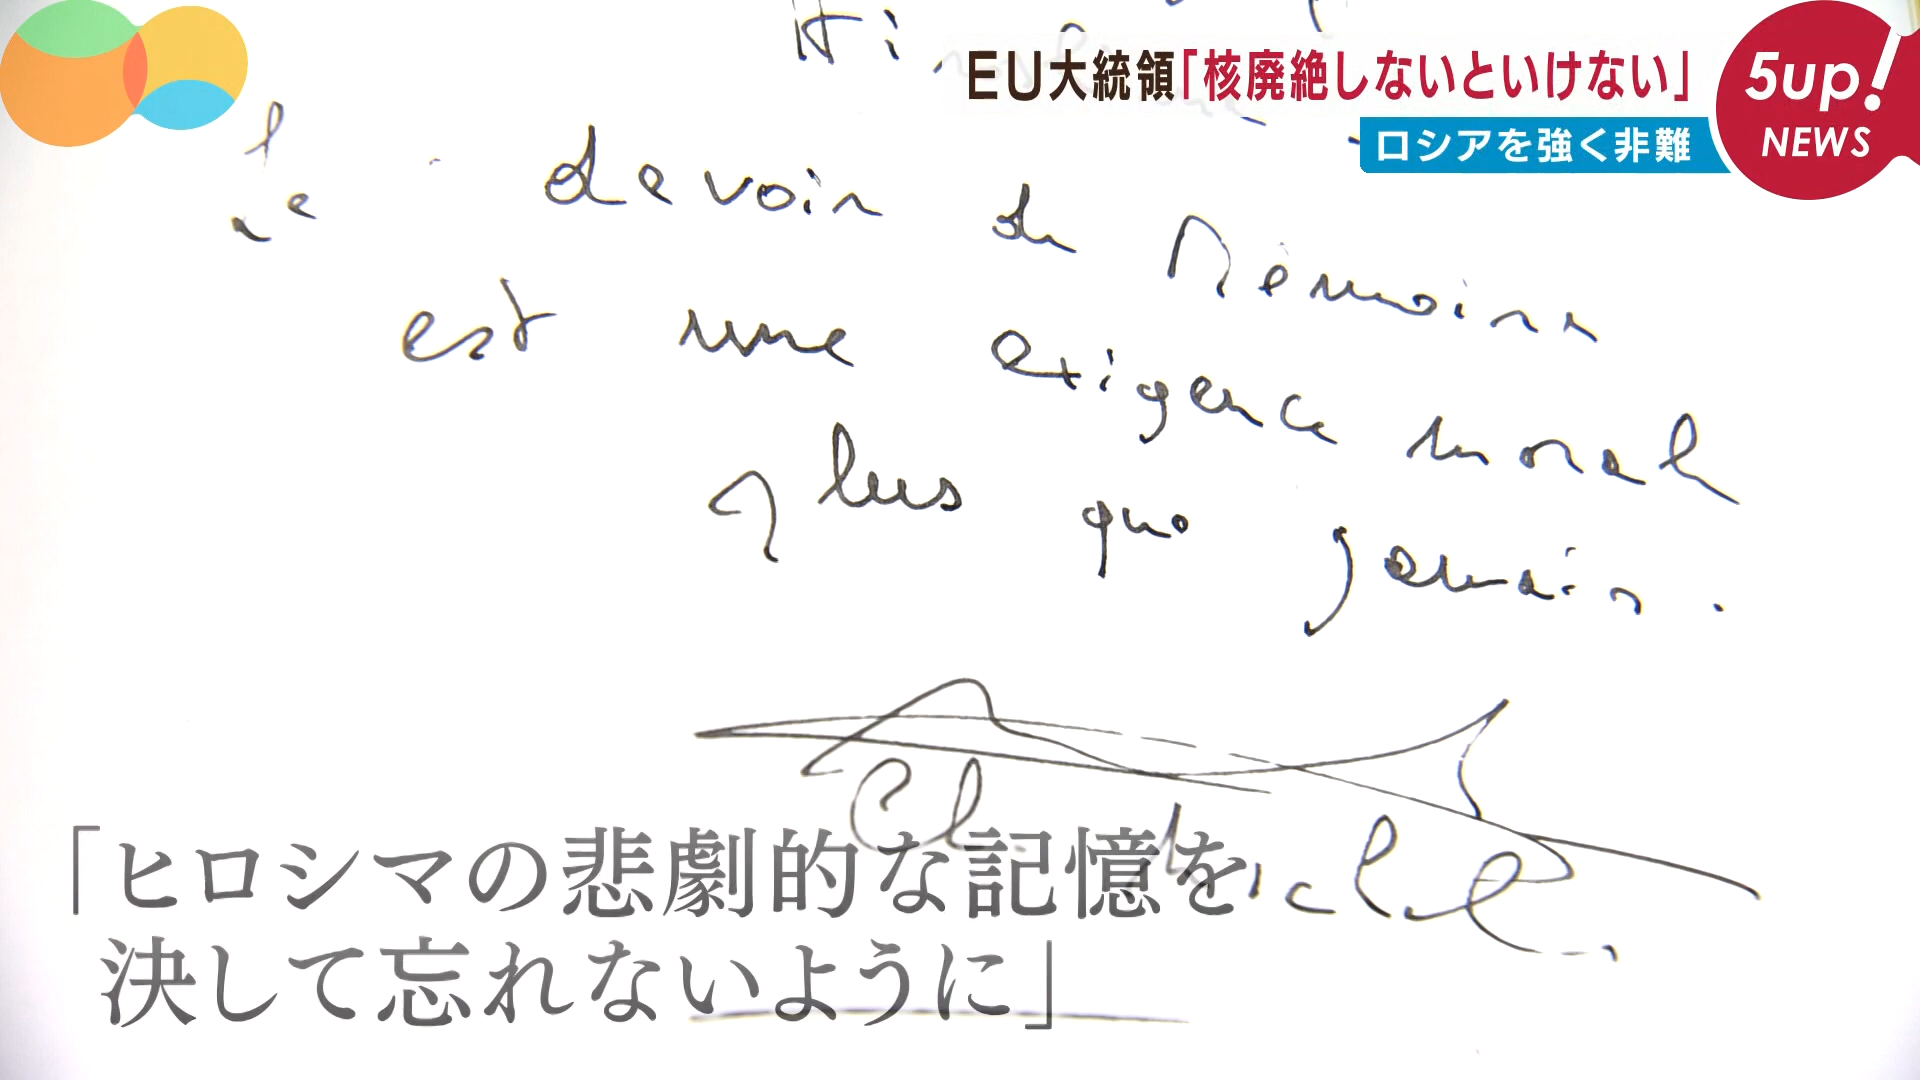 EU大統領「核廃絶しないといけない」
ロシアを強く非難
5up!
NEWS
Le devoir de Mémoire
est une exigence morale
plus que jamais.
Ch. Michel
「ヒロシマの悲劇的な記憶を
決して忘れないように」